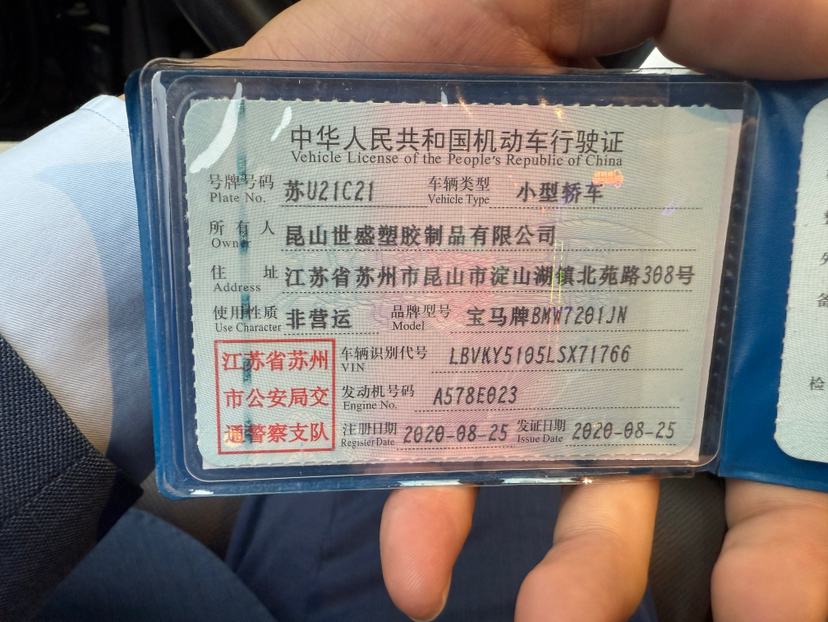 中华人民共和国机动车行驶证
Vehicle License of the People's Republic of China
号牌号码 苏U21C21 车辆类型 小型轿车
Plate No. Vehicle Type
所有人 昆山世盛塑胶制品有限公司
Owner
住址 江苏省苏州市昆山市淀山湖镇北苑路308号
Address
使用性质 非营运 品牌型号 宝马牌BMW7201JN
Use Character Model
江苏省苏州
市公安局交
通警察支队
车辆识别代号 LBVKY5105LSX71766
VIN
发动机号码 A578E023
Engine No.
注册日期 2020-08-25 发证日期 2020-08-25
Register Date Issue Date
检